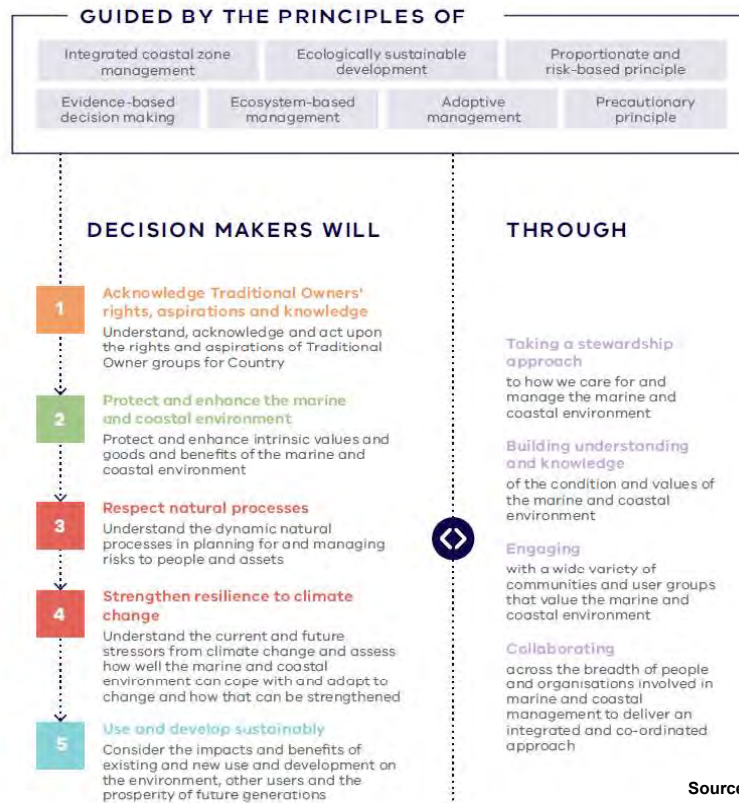 GUIDED BY THE PRINCIPLES OF
Integrated coastal zone
management
Ecologically sustainable
development
Proportionate and
risk-based principle
Evidence-based
decision making
Ecosystem-based
management
Adaptive
management
Precautionary
principle
DECISION MAKERS WILL
1
Acknowledge Traditional Owners'
rights, aspirations and knowledge
Understand, acknowledge and act upon
the rights and aspirations of Traditional
Owner groups for Country
2
Protect and enhance the marine
and coastal environment
Protect and enhance intrinsic values and
goods and benefits of the marine and
coastal environment
3
Respect natural processes
Understand the dynamic natural
processes in planning for and managing
risks to people and assets
4
Strengthen resilience to climate
change
Understand the current and future
stressors from climate change and assess
how well the marine and coastal
environment can cope with and adapt to
change and how that can be strengthened
5
Use and develop sustainably
Consider the impacts and benefits of
existing and new use and development on
the environment, other users and the
prosperity of future generations
THROUGH
Taking a stewardship
approach
to how we care for and
manage the marine and
coastal environment
Building understanding
and knowledge
of the condition and values of
the marine and coastal
environment
Engaging
with a wide variety of
communities and user groups
that value the marine and
coastal environment
Collaborating
across the breadth of people
and organisations involved in
marine and coastal
management to deliver an
integrated and co-ordinated
approach
Source